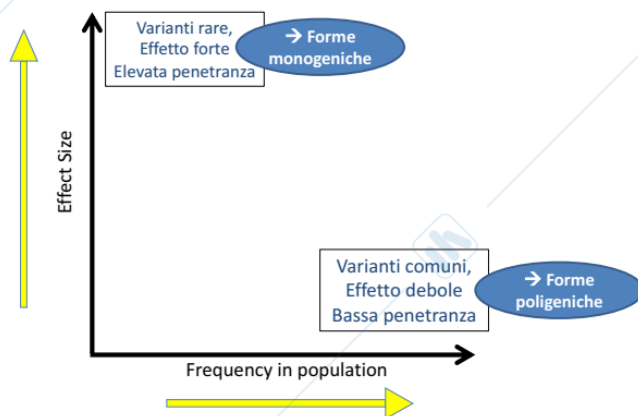 Varianti rare,
Effetto forte
Elevata penetranza
→ Forme
monogeniche
Effect Size
Varianti comuni,
Effetto debole
Bassa penetranza
→ Forme
poligeniche
Frequency in population